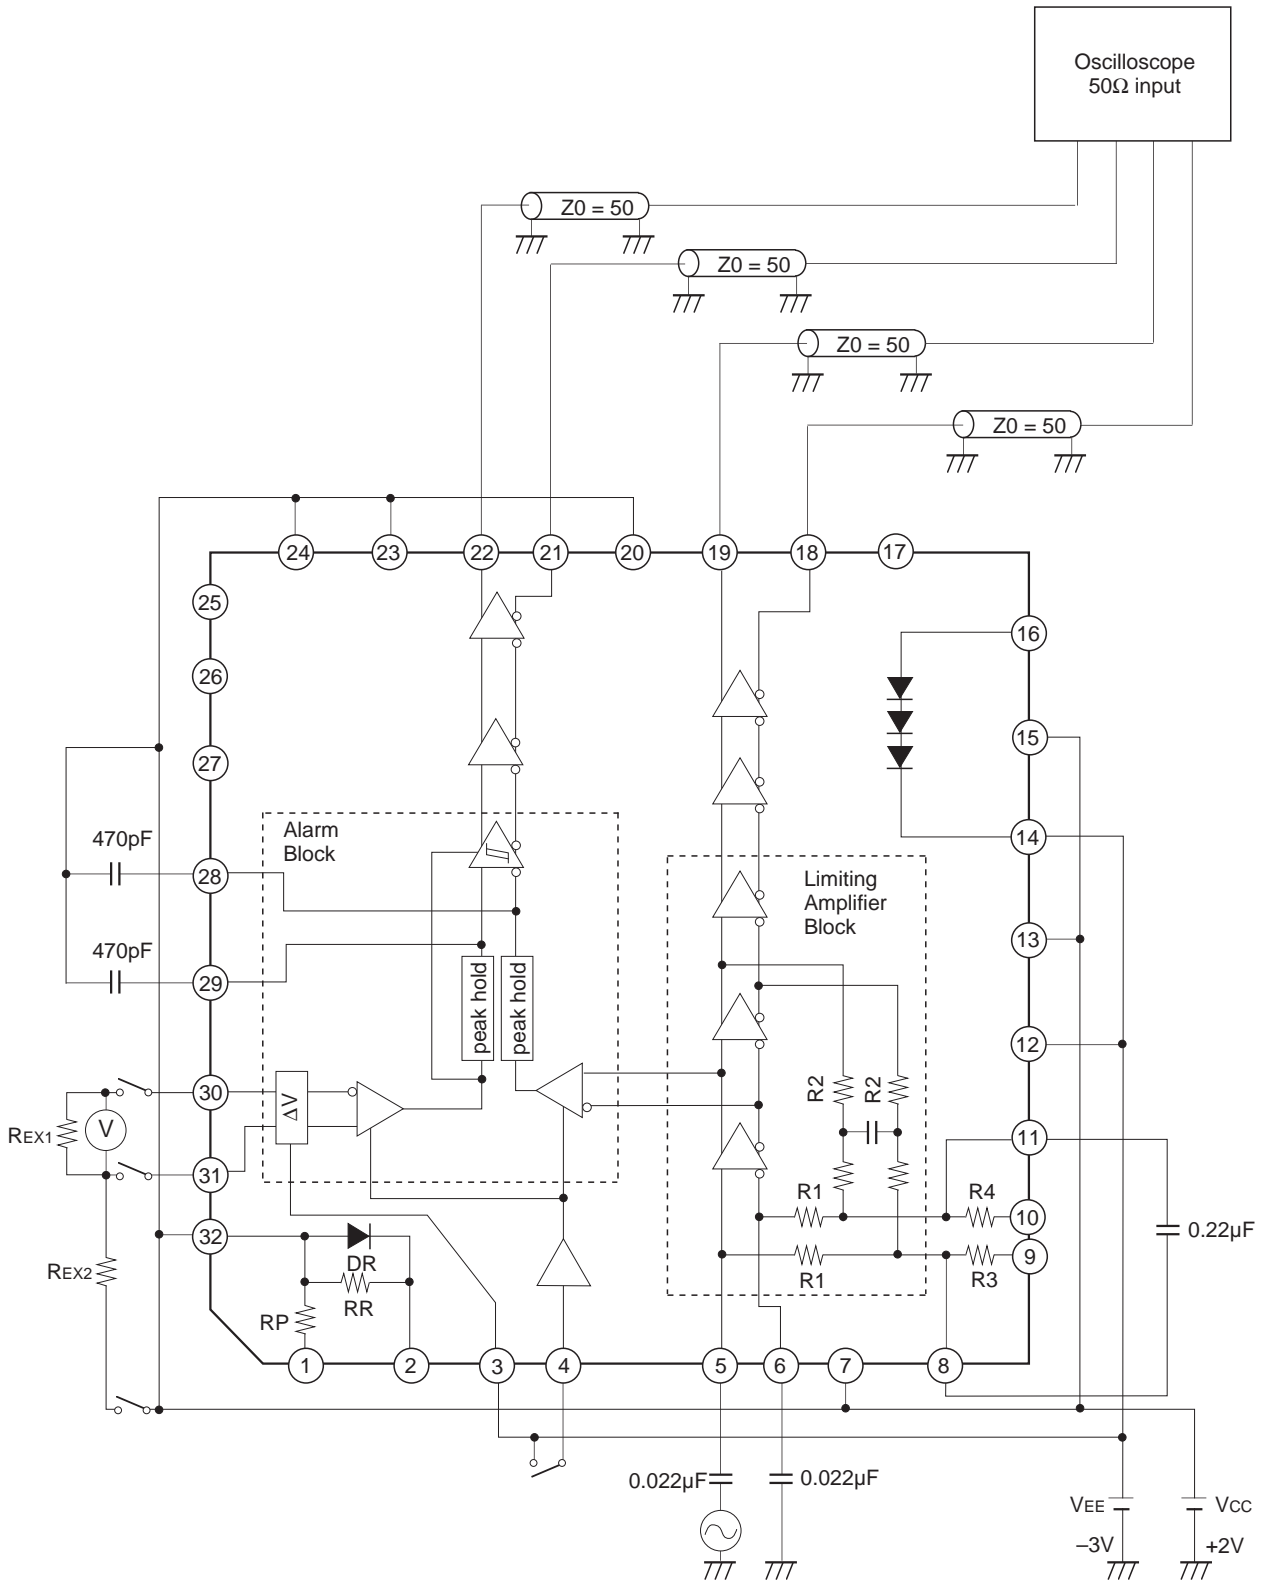 Oscilloscope
50Ω input
Z0 = 50
Z0 = 50
Z0 = 50
Z0 = 50
24
23
22
21
20
19
18
17
25
16
26
15
27
14
Alarm
Block
470pF
28
Limiting
Amplifier
Block
13
470pF
29
peak hold
peak hold
12
30
ΔV
R2
R2
REX1
V
11
31
R1
R4
10
0.22µF
32
R1
R3
9
REX2
DR
RR
RP
1
2
3
4
5
6
7
8
0.022µF
0.022µF
VEE
VCC
–3V
+2V